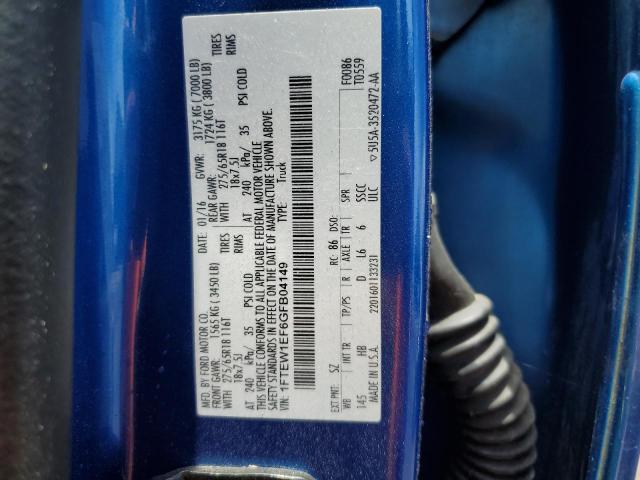 MFD. BY FORD MOTOR CO.
DATE: 01/16 GVWR: 3175 KG ( 7000 LB)
FRONT GAWR: 1565 KG ( 3450 LB) REAR GAWR: 1724 KG ( 3800 LB)
WITH 275/65R18 116T TIRES WITH 275/65R18 116T TIRES
18x7.5J RIMS 18x7.5J RIMS
AT 240 kPa/ 35 PSI COLD AT 240 kPa/ 35 PSI COLD
THIS VEHICLE CONFORMS TO ALL APPLICABLE FEDERAL MOTOR VEHICLE
SAFETY STANDARDS IN EFFECT ON THE DATE OF MANUFACTURE SHOWN ABOVE.
VIN: 1FTEW1EF6GFB04149 TYPE: Truck
EXT PNT: SZ RC: 86 DSO: F0086
WB INT TR TP/PS R AXLE TR SPR T0559
145 HB D L6 6 SSCC
MADE IN U.S.A. 2201601133231 ULC
▽5U5A-3520472-AA